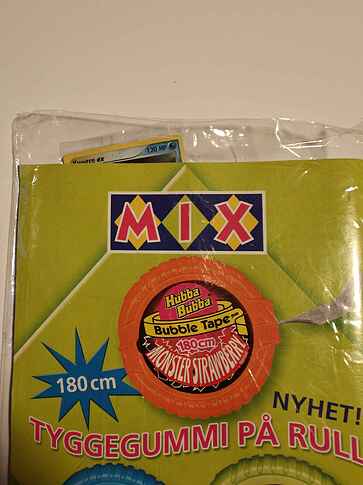 130 HP
MIX
Hubba
Bubba
Bubble Tape
180cm
MONSTER STRAWBERRY
180 cm
NYHET!
TYGGEGUMMI PÅ RULL